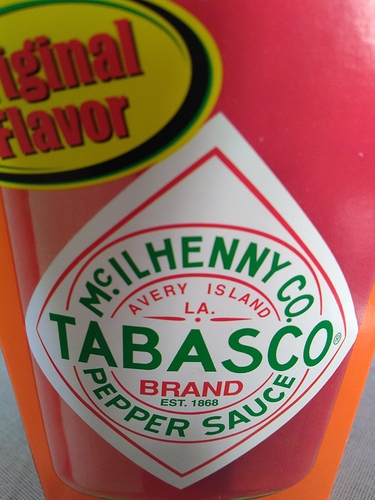 iginal
Flavor
McILHENNY CO.
AVERY ISLAND
LA.
TABASCO®
BRAND
EST. 1868
PEPPER SAUCE